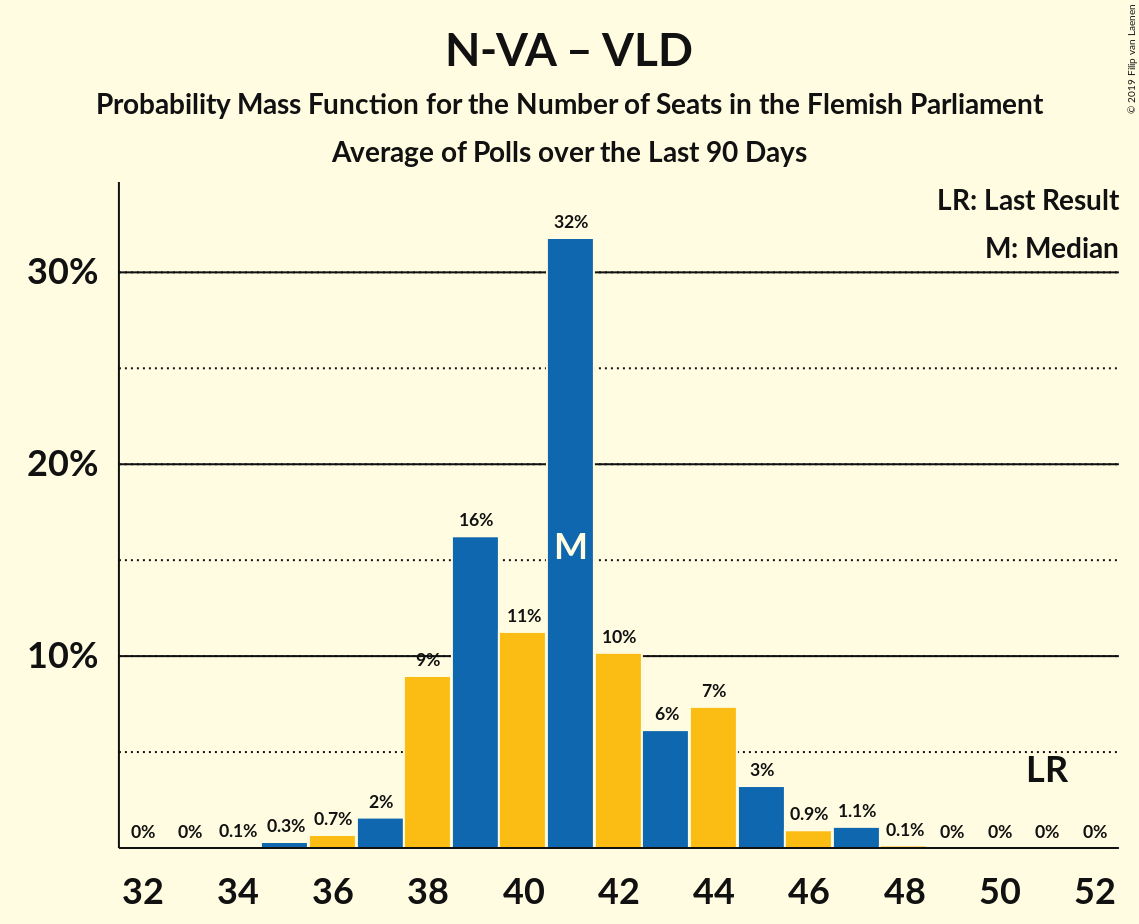 N-VA – VLD
Probability Mass Function for the Number of Seats in the Flemish Parliament
Average of Polls over the Last 90 Days
© 2019 Filip van Laenen
LR: Last Result
M: Median
30%
20%
10%
0%
0%
0.1%
0.3%
0.7%
2%
9%
16%
11%
32%
M
10%
6%
7%
3%
0.9%
1.1%
0.1%
0%
0%
0%
0%
LR
32 34 36 38 40 42 44 46 48 50 52